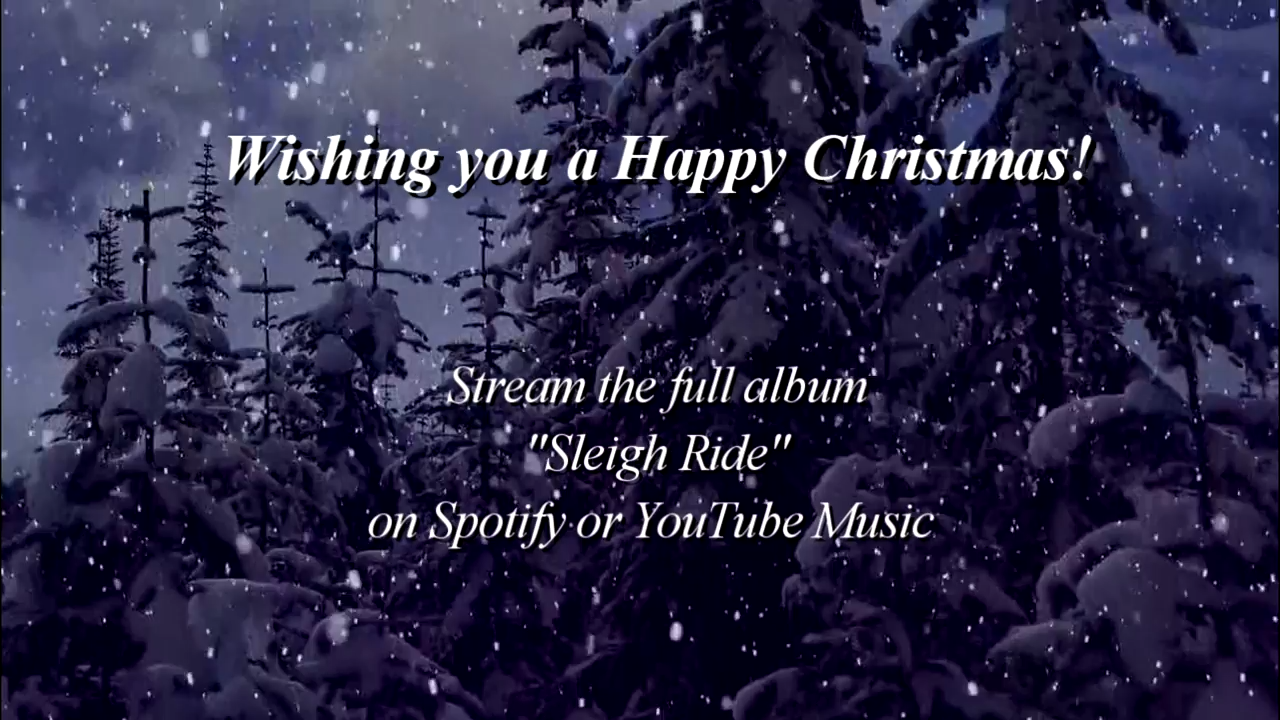 Wishing you a Happy Christmas!
Stream the full album
"Sleigh Ride"
on Spotify or YouTube Music